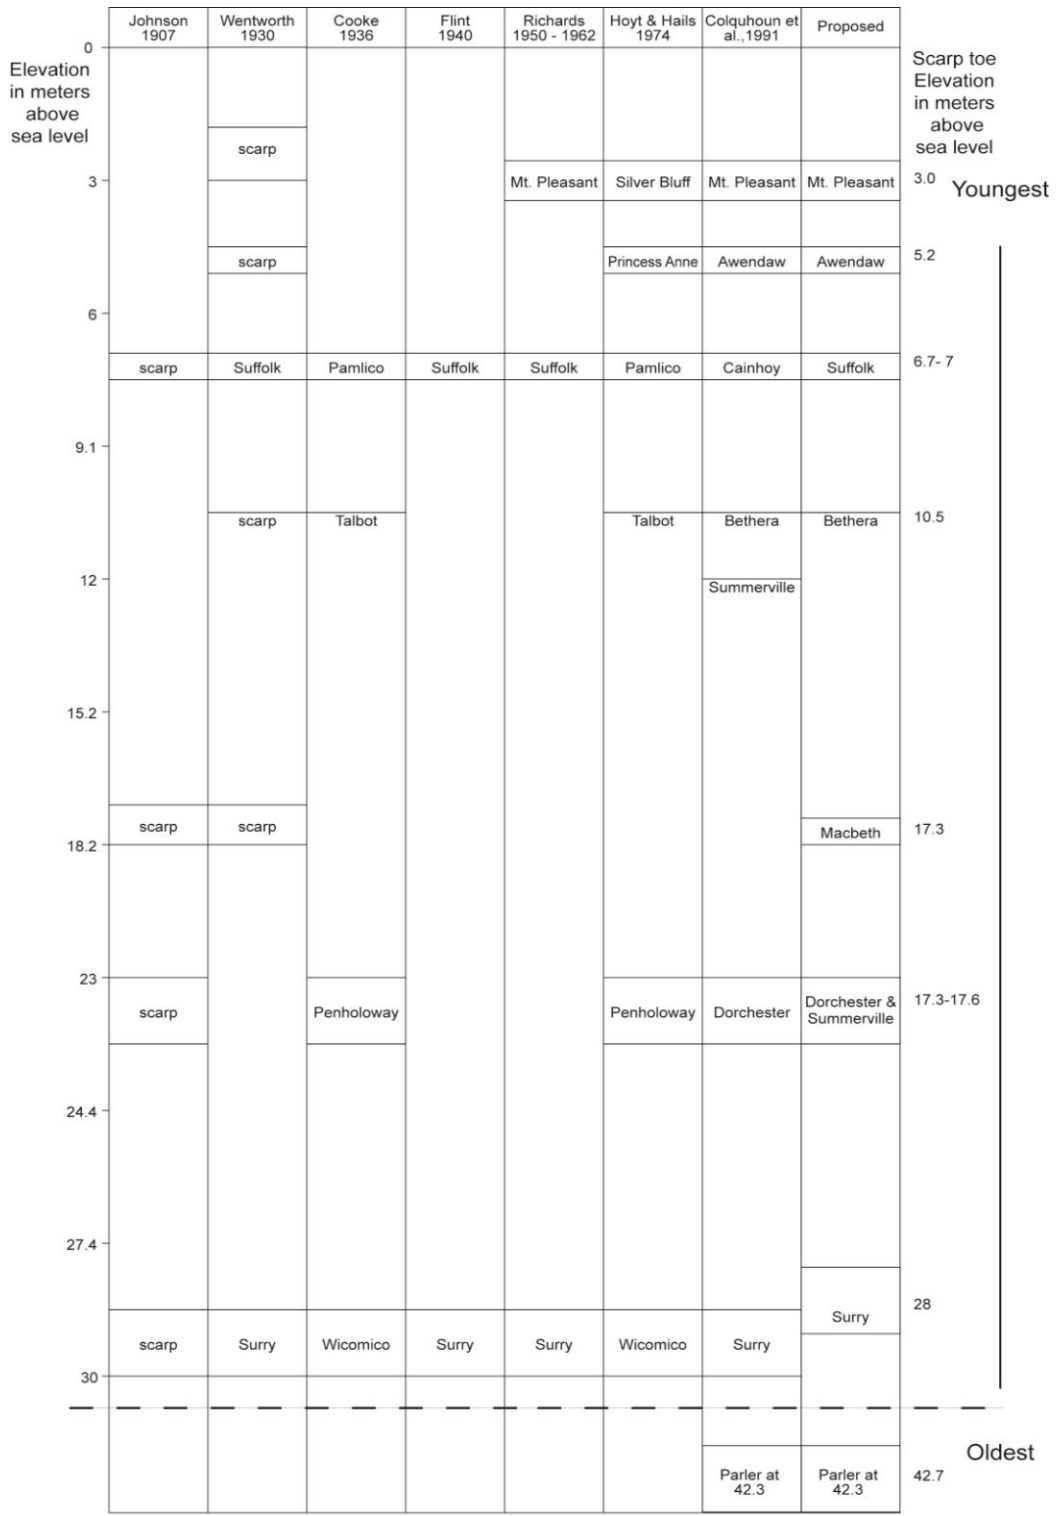 Johnson 1907
Wentworth 1930
Cooke 1936
Flint 1940
Richards 1950 - 1962
Hoyt & Hails 1974
Colquhoun et al.,1991
Proposed
0
Elevation
in meters
above
sea level
Scarp toe
Elevation
in meters
above
sea level
scarp
3
Mt. Pleasant
Silver Bluff
Mt. Pleasant
Mt. Pleasant
3.0
Youngest
scarp
Princess Anne
Awendaw
Awendaw
5.2
6
scarp
Suffolk
Pamlico
Suffolk
Suffolk
Pamlico
Cainhoy
Suffolk
6.7- 7
9.1
scarp
Talbot
Talbot
Bethera
Bethera
10.5
12
Summerville
15.2
scarp
scarp
Macbeth
17.3
18.2
23
scarp
Penholoway
Penholoway
Dorchester
Dorchester &
Summerville
17.3-17.6
24.4
27.4
28
Surry
scarp
Surry
Wicomico
Surry
Surry
Wicomico
Surry
30
Oldest
Parler at
42.3
Parler at
42.3
42.7